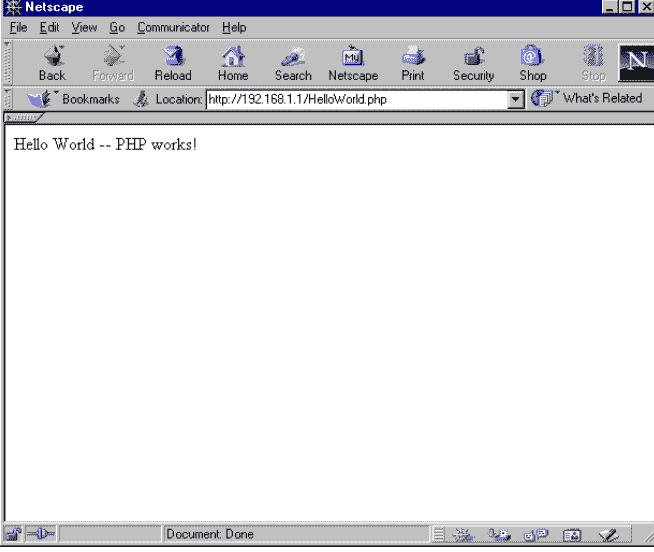 Netscape
File Edit View Go Communicator Help
Back Forward Reload Home Search Netscape Print Security Shop Stop
My
N
Bookmarks Location: http://192.168.1.1/HelloWorld.php What's Related
Hello World -- PHP works!
Document: Done